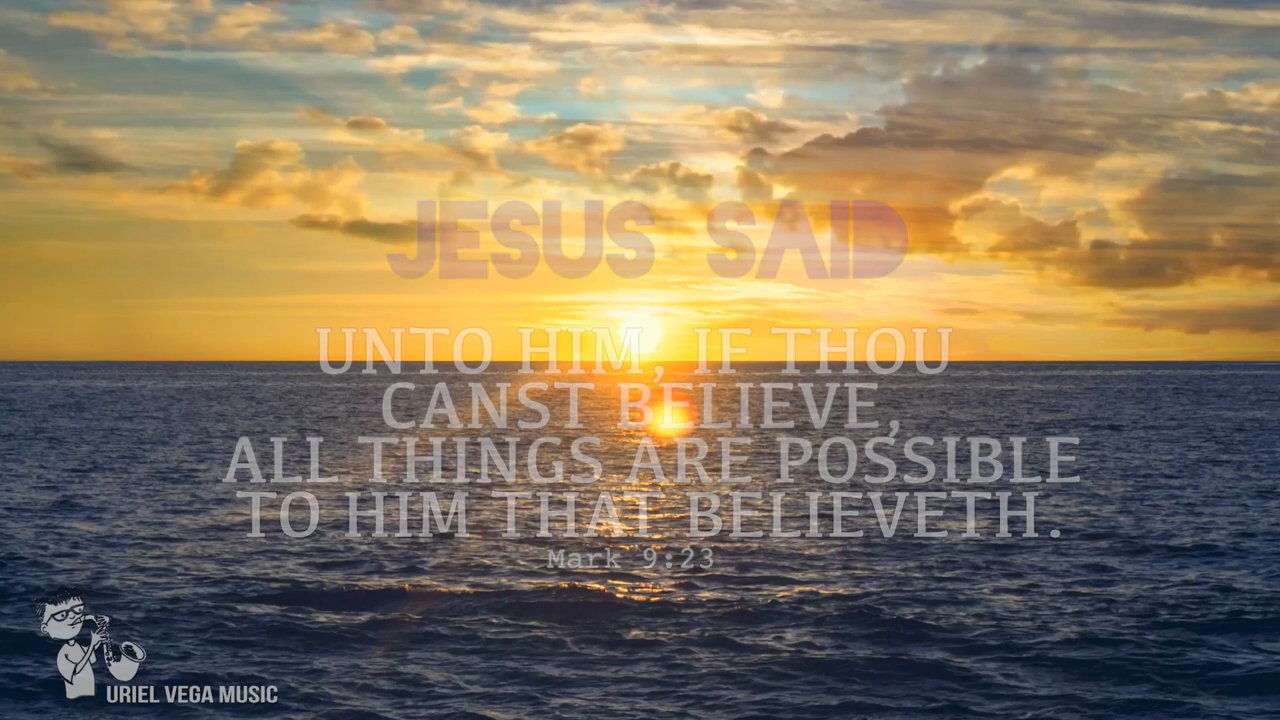 JESUS SAID
UNTO HIM, IF THOU
CANST BELIEVE,
ALL THINGS ARE POSSIBLE
TO HIM THAT BELIEVETH.
Mark 9:23
URIEL VEGA MUSIC